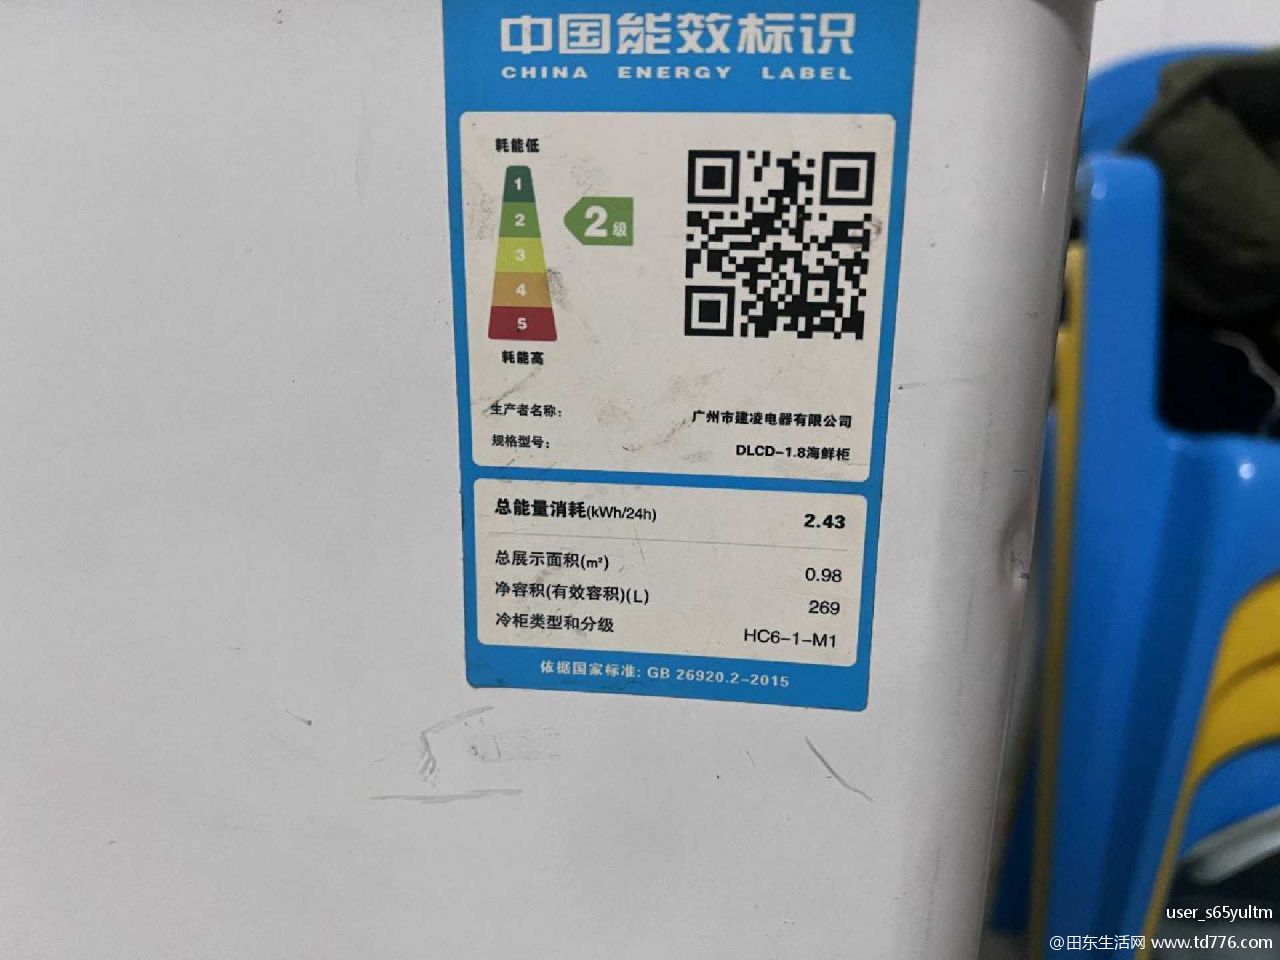 中国能效标识
CHINA ENERGY LABEL
耗能低
1
2
3
4
5
2级
耗能高
生产者名称: 广州市建凌电器有限公司
规格型号: DLCD-1.8海鲜柜
总能量消耗(kWh/24h) 2.43
总展示面积(m²) 0.98
净容积(有效容积)(L) 269
冷柜类型和分级 HC6-1-M1
依据国家标准: GB 26920.2-2015
user_s65yultm
@田东生活网 www.td776.com